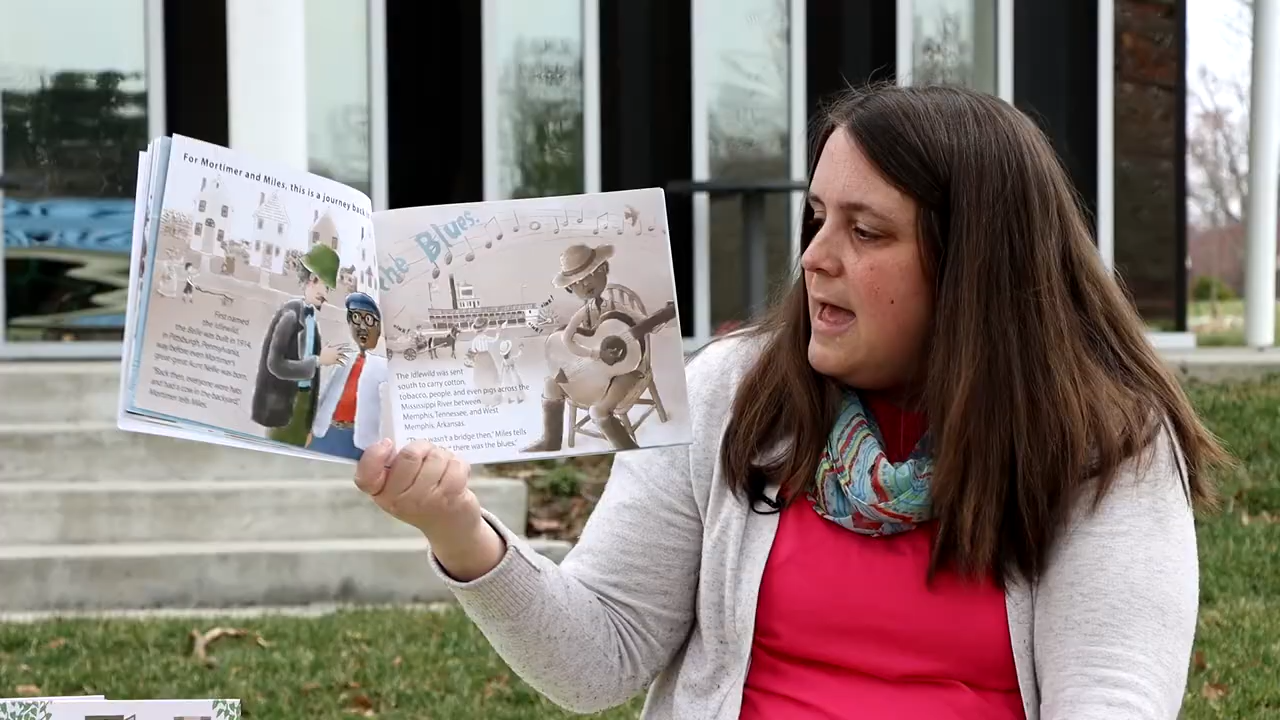 For Mortimer and Miles, this is a journey back
First named
the Idlewild,
the Belle was built in 1914,
in Pittsburgh, Pennsylvania,
way before even Mortimer's
great-great Aunt Nellie was born.
"Back then, everyone wore hats
and had a cow in the backyard,"
Mortimer tells Miles.
the Blues.
The Idlewild was sent
south to carry cotton,
tobacco, people, and even pigs across the
Mississippi River between
Memphis, Tennessee, and West
Memphis, Arkansas.
wasn't a bridge then," Miles tells
there was the blues."